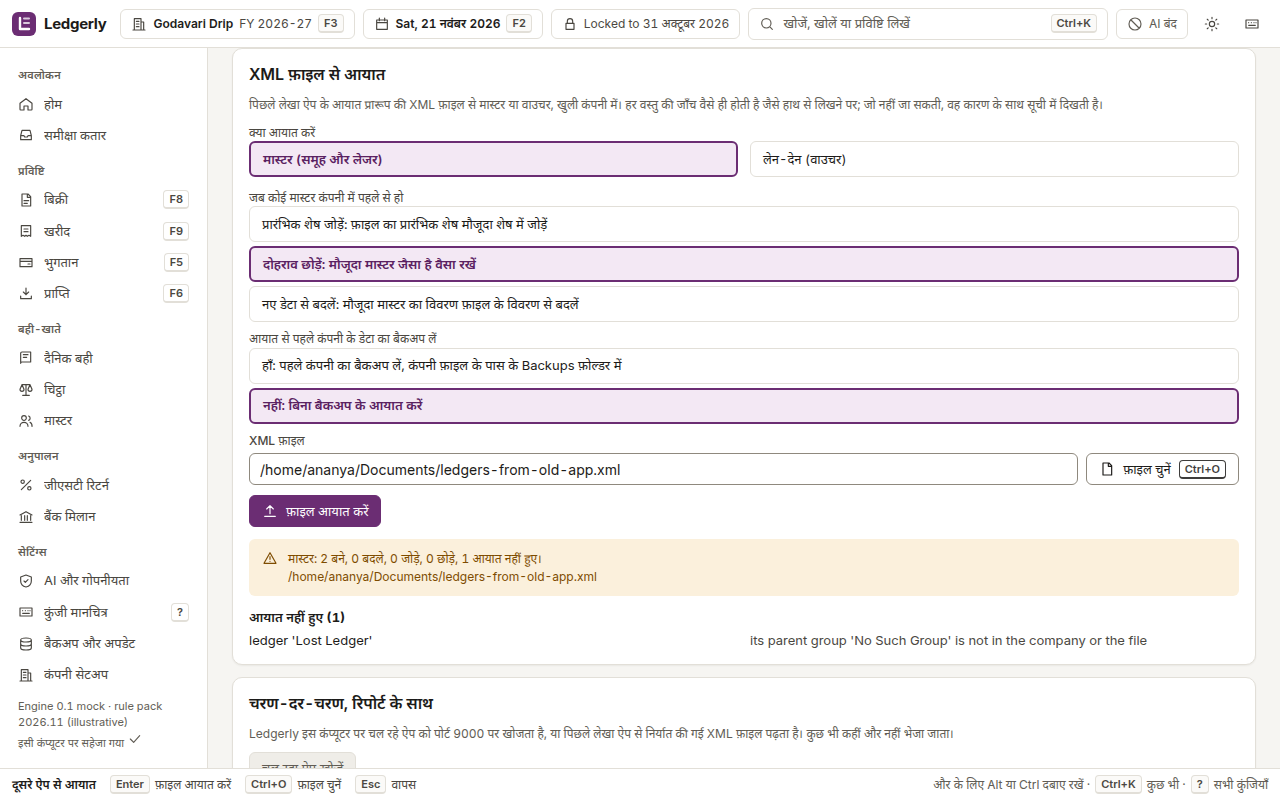 Ledgerly
Godavari Drip FY 2026-27 F3
Sat, 21 नवंबर 2026 F2
Locked to 31 अक्टूबर 2026
खोजें, खोलें या प्रविष्टि लिखें Ctrl+K
AI बंद
अवलोकन
होम
समीक्षा कतार
प्रविष्टि
बिक्री F8
खरीद F9
भुगतान F5
प्राप्ति F6
बही-खाते
दैनिक बही
चिट्ठा
मास्टर
अनुपालन
जीएसटी रिटर्न
बैंक मिलान
सेटिंग्स
AI और गोपनीयता
कुंजी मानचित्र ?
बैकअप और अपडेट
कंपनी सेटअप
Engine 0.1 mock · rule pack
2026.11 (illustrative)
इसी कंप्यूटर पर सहेजा गया
XML फ़ाइल से आयात
पिछले लेखा ऐप के आयात प्रारूप की XML फ़ाइल से मास्टर या वाउचर, खुली कंपनी में। हर वस्तु की जाँच वैसे ही होती है जैसे हाथ से लिखने पर; जो नहीं जा सकती, वह कारण के साथ सूची में दिखती है।
क्या आयात करें
मास्टर (समूह और लेजर)
लेन-देन (वाउचर)
जब कोई मास्टर कंपनी में पहले से हो
प्रारंभिक शेष जोड़ें: फ़ाइल का प्रारंभिक शेष मौजूदा शेष में जोड़ें
दोहराव छोड़ें: मौजूदा मास्टर जैसा है वैसा रखें
नए डेटा से बदलें: मौजूदा मास्टर का विवरण फ़ाइल के विवरण से बदलें
आयात से पहले कंपनी के डेटा का बैकअप लें
हाँ: पहले कंपनी का बैकअप लें, कंपनी फ़ाइल के पास के Backups फ़ोल्डर में
नहीं: बिना बैकअप के आयात करें
XML फ़ाइल
/home/ananya/Documents/ledgers-from-old-app.xml
फ़ाइल चुनें Ctrl+O
फ़ाइल आयात करें
मास्टर: 2 बने, 0 बदले, 0 जोड़े, 0 छोड़े, 1 आयात नहीं हुए।
/home/ananya/Documents/ledgers-from-old-app.xml
आयात नहीं हुए (1)
ledger 'Lost Ledger' its parent group 'No Such Group' is not in the company or the file
चरण-दर-चरण, रिपोर्ट के साथ
Ledgerly इस कंप्यूटर पर चल रहे ऐप को पोर्ट 9000 पर खोजता है, या पिछले लेखा ऐप से निर्यात की गई XML फ़ाइल पढ़ता है। कुछ भी कहीं और नहीं भेजा जाता।
दूसरे ऐप से आयात Enter फ़ाइल आयात करें Ctrl+O फ़ाइल चुनें Esc वापस
और के लिए Alt या Ctrl दबाए रखें · Ctrl+K कुछ भी · ? सभी कुंजियाँ